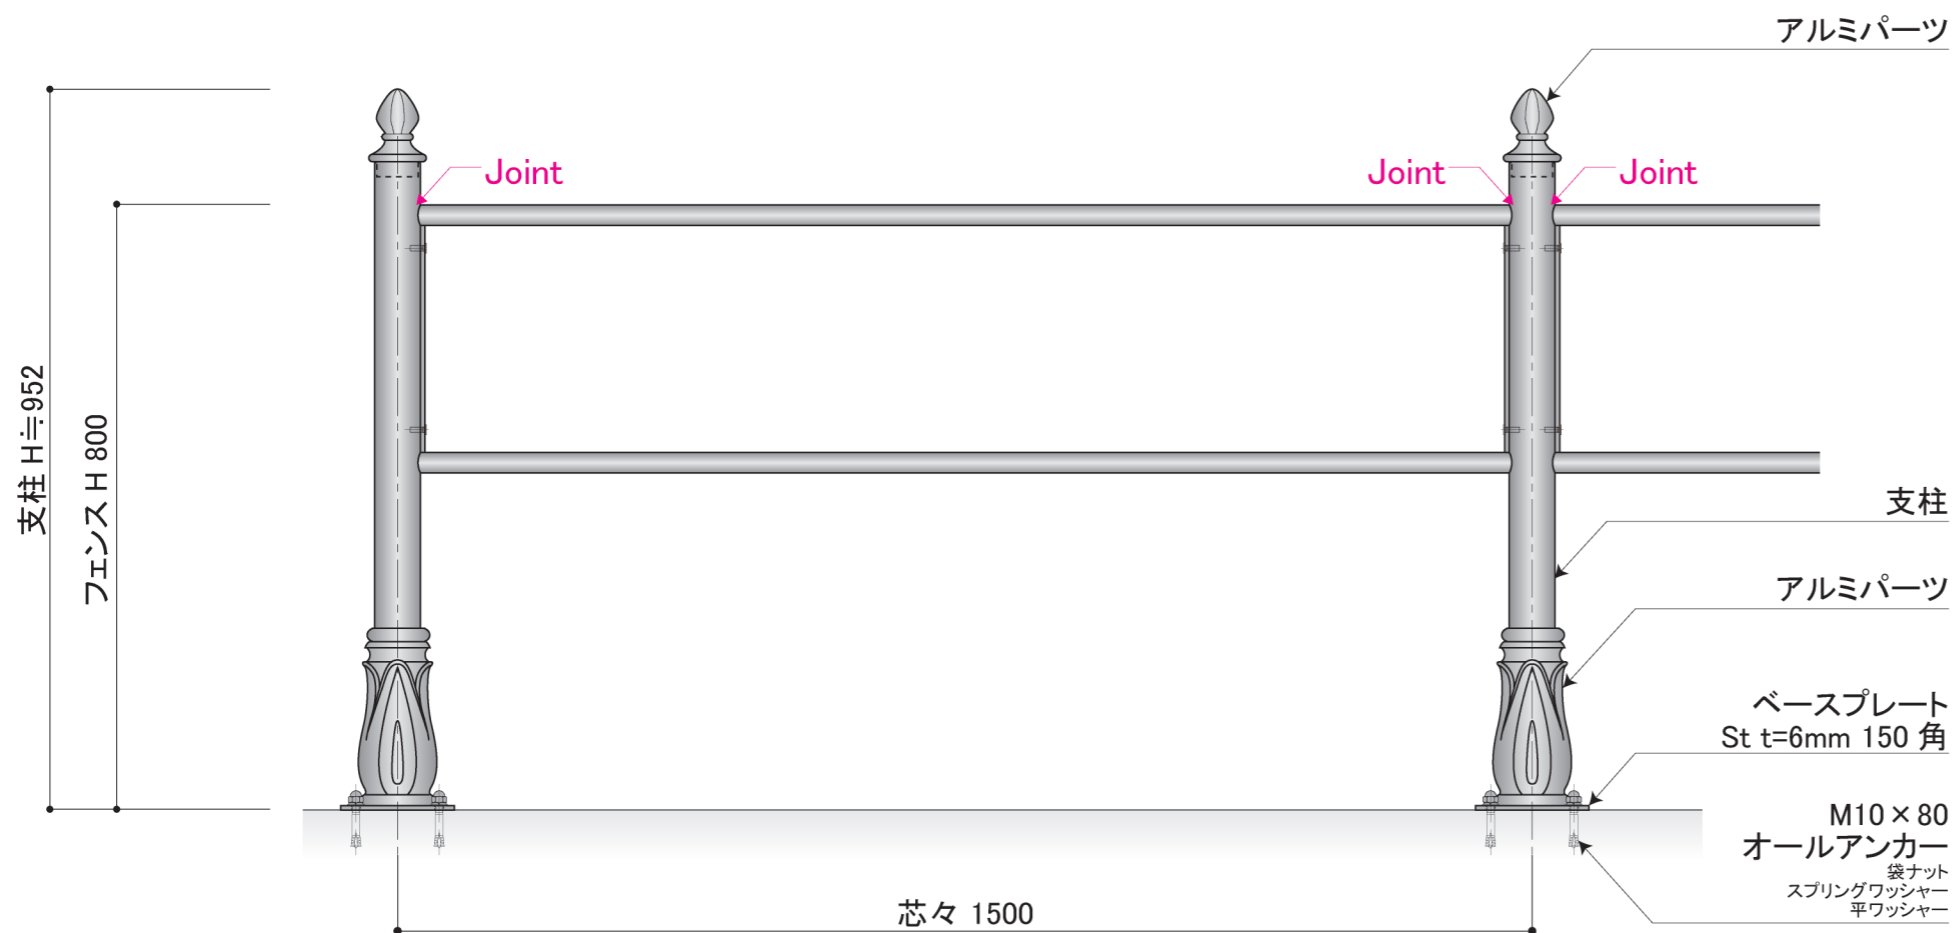 アルミパーツ
Joint
Joint
Joint
支柱 H≒952
フェンス H 800
支柱
アルミパーツ
ベースプレート
St t=6mm 150 角
M10×80
オールアンカー
袋ナット
スプリングワッシャー
平ワッシャー
芯々 1500